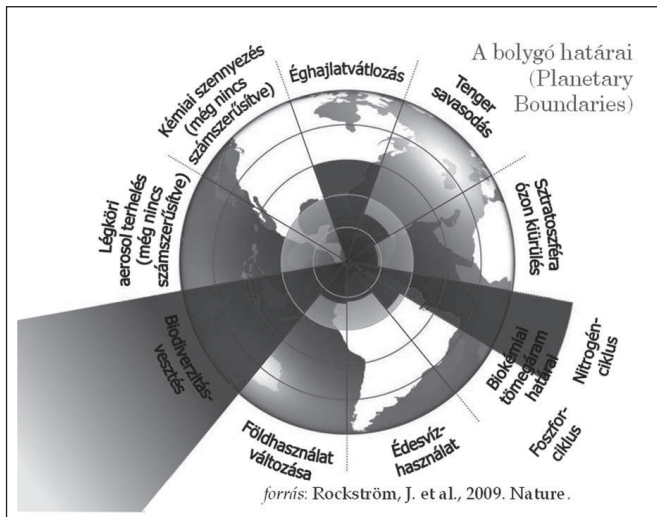 A bolygó határai
(Planetary
Boundaries)
Éghajlatvátlozás
Tenger
savasodás
Sztratoszféra
ózon kiürülés
Nitrogén-
ciklus
Biokémiai
tömegáram
határai
Foszfor-
ciklus
Édesvíz-
használat
Földhasználat
változása
Biodiverzitás-
vesztés
Légköri
aerosol terhelés
(még nincs
számszerűsítve)
Kémiai szennyezés
(még nincs
számszerűsítve)
forrás: Rockström, J. et al., 2009. Nature.